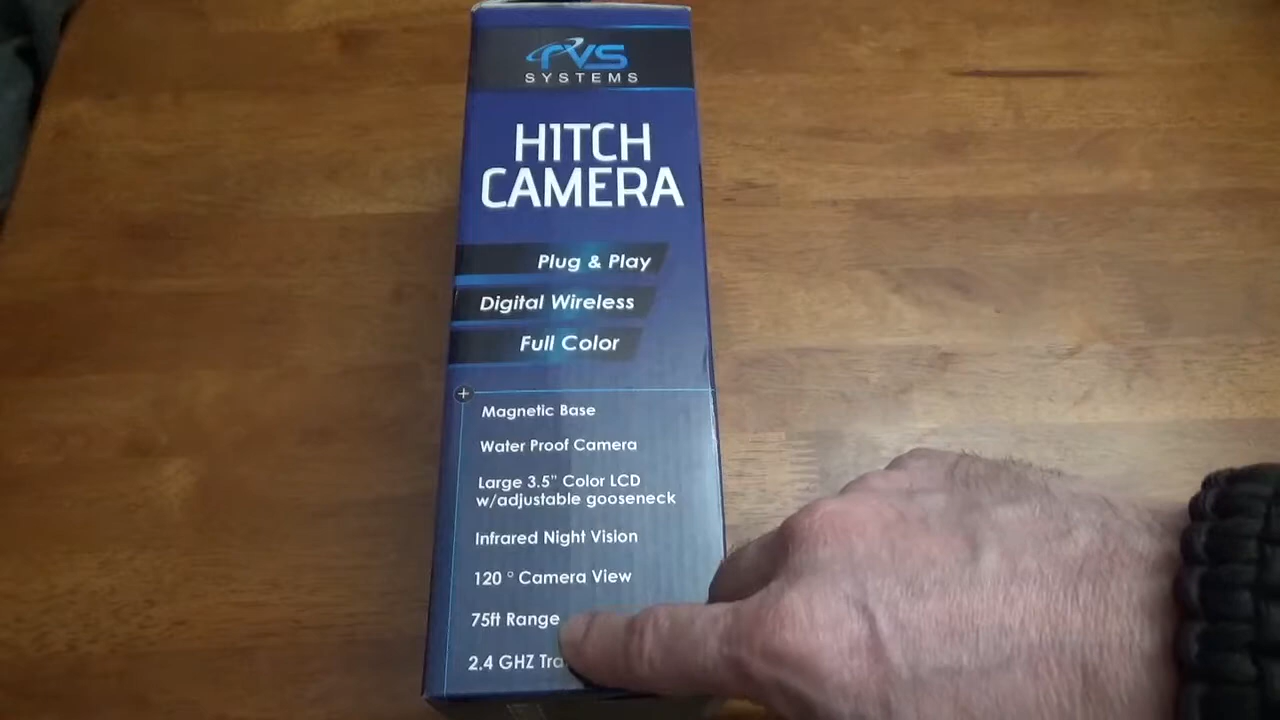 rvs
SYSTEMS
HITCH
CAMERA
Plug & Play
Digital Wireless
Full Color
Magnetic Base
Water Proof Camera
Large 3.5" Color LCD
w/adjustable gooseneck
Infrared Night Vision
120 ° Camera View
75ft Range
2.4 GHZ